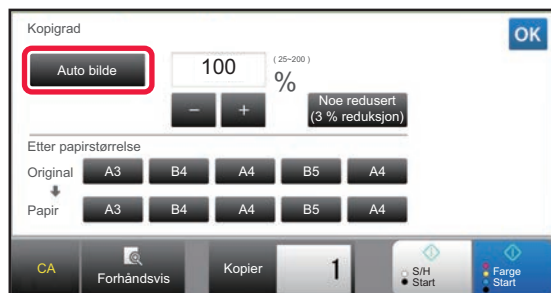 Kopigrad
OK
Auto bilde
100
(25~200)
%
−
+
Noe redusert
(3 % reduksjon)
Etter papirstørrelse
Original
A3
B4
A4
B5
A4
Papir
A3
B4
A4
B5
A4
CA
Forhåndsvis
Kopier
1
S/H
Start
Farge
Start